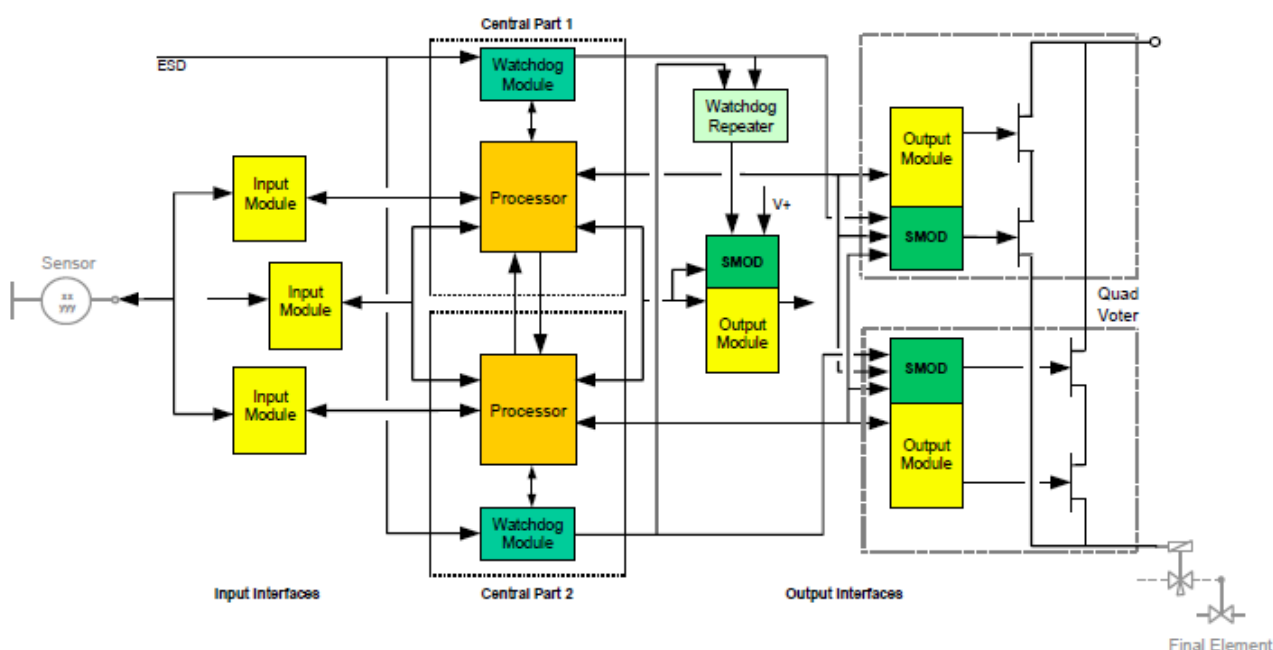 Central Part 1
ESD
Watchdog
Module
Watchdog
Repeater
Output
Module
Input
Module
Processor
V+
SMOD
SMOD
Sensor
xx
yyy
Input
Module
Output
Module
Quad
Voter
SMOD
Input
Module
Processor
Output
Module
Watchdog
Module
Input Interfaces
Central Part 2
Output Interfaces
Final Element